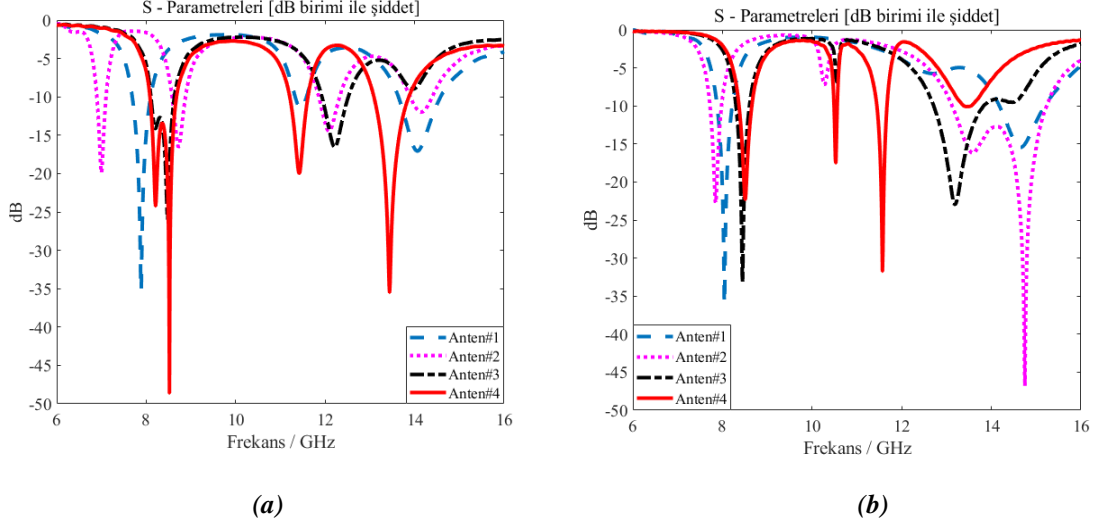 S - Parametreleri [dB birimi ile şiddet]
0
-5
-10
-15
-20
-25
-30
-35
-40
-45
-50
dB
Anten#1
Anten#2
Anten#3
Anten#4
6 8 10 12 14 16
Frekans / GHz
(a)
S - Parametreleri [dB birimi ile şiddet]
0
-5
-10
-15
-20
-25
-30
-35
-40
-45
-50
dB
Anten#1
Anten#2
Anten#3
Anten#4
6 8 10 12 14 16
Frekans / GHz
(b)